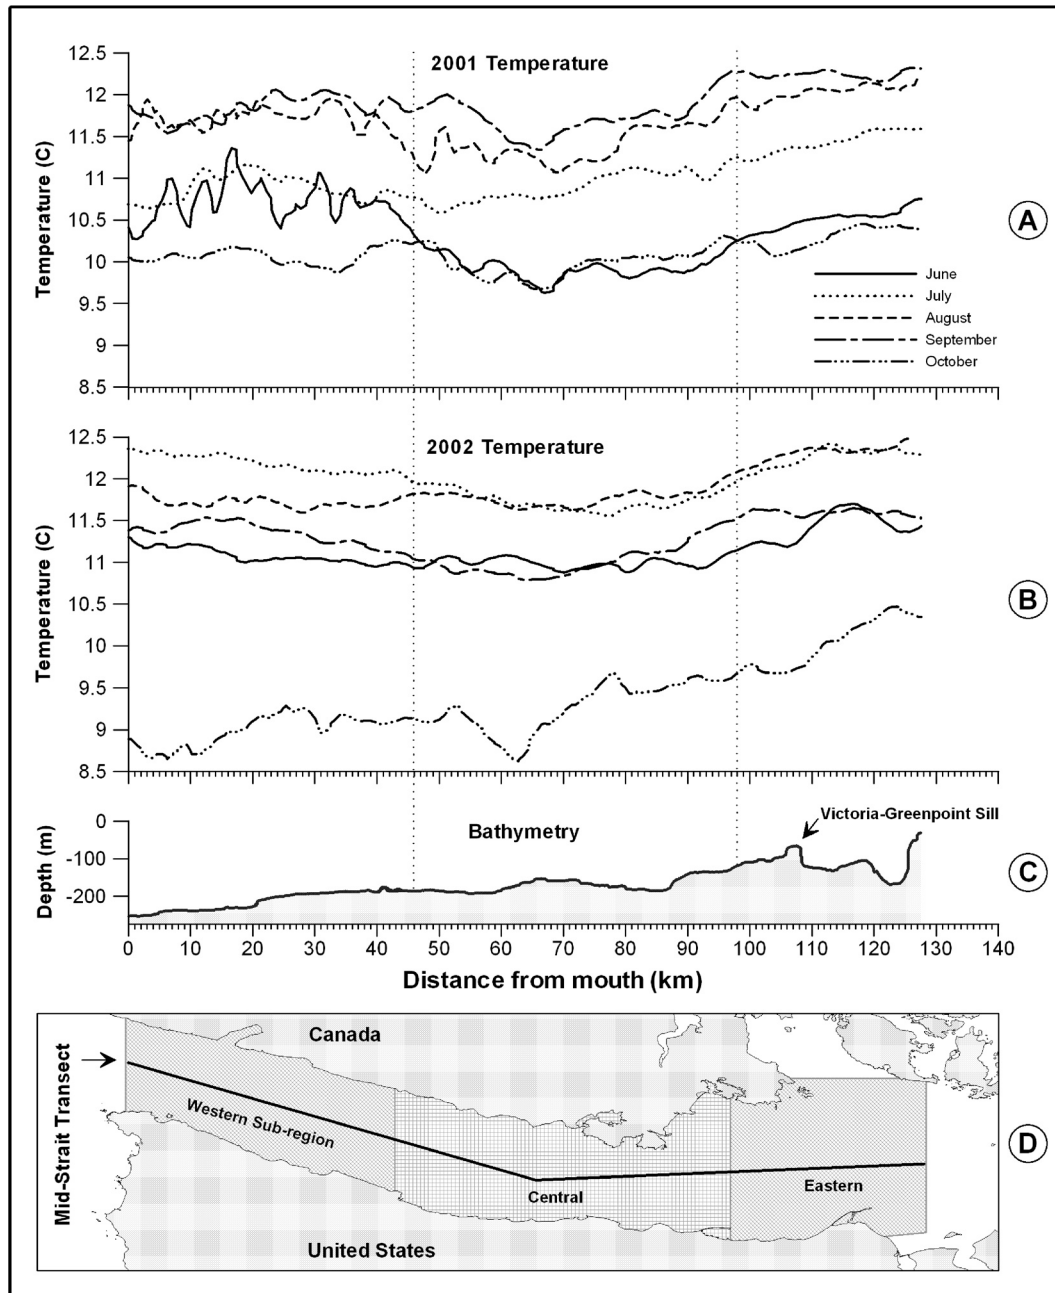 2001 Temperature
Temperature (C)
12.5
12
11.5
11
10.5
10
9.5
9
8.5
June
July
August
September
October
A
2002 Temperature
Temperature (C)
12.5
12
11.5
11
10.5
10
9.5
9
8.5
B
Bathymetry
Victoria-Greenpoint Sill
Depth (m)
0
-100
-200
C
0 10 20 30 40 50 60 70 80 90 100 110 120 130 140
Distance from mouth (km)
Mid-Strait Transect
Canada
Western Sub-region
Central
Eastern
United States
D